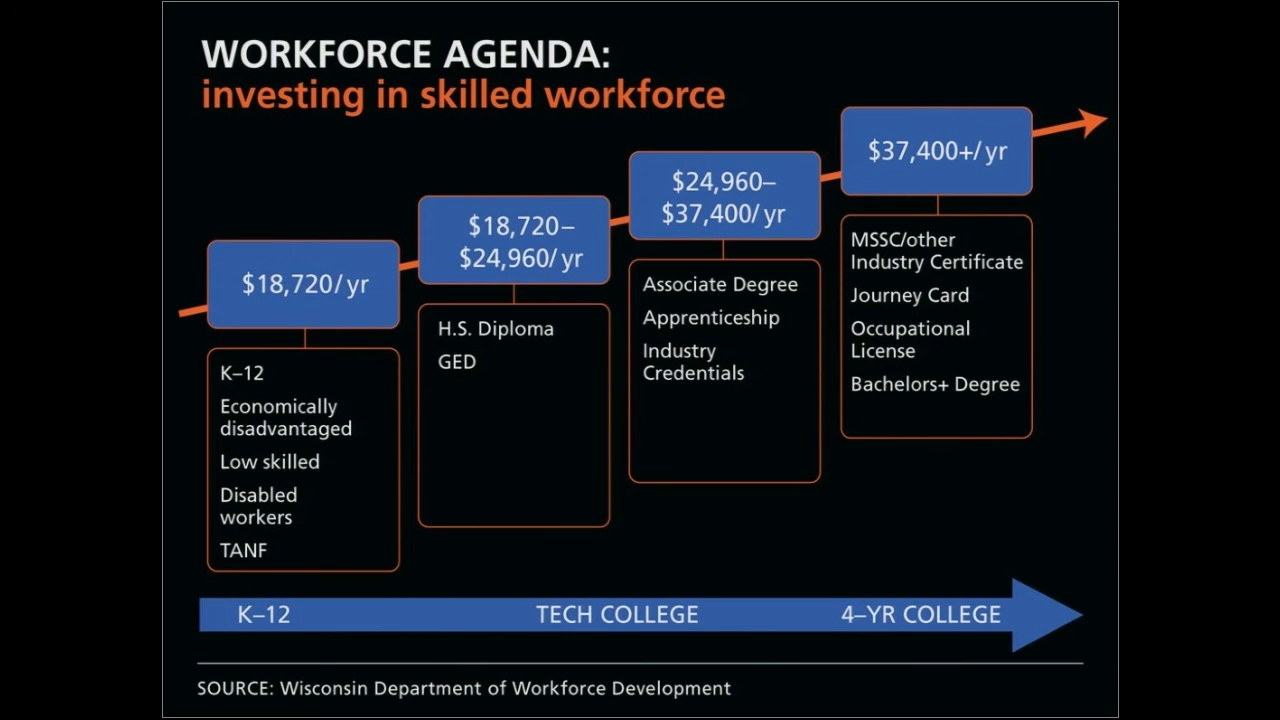 WORKFORCE AGENDA:
investing in skilled workforce
$18,720/yr
K–12
Economically
disadvantaged
Low skilled
Disabled
workers
TANF
$18,720–
$24,960/yr
H.S. Diploma
GED
$24,960–
$37,400/yr
Associate Degree
Apprenticeship
Industry
Credentials
$37,400+/yr
MSSC/other
Industry Certificate
Journey Card
Occupational
License
Bachelors+ Degree
K–12
TECH COLLEGE
4–YR COLLEGE
SOURCE: Wisconsin Department of Workforce Development